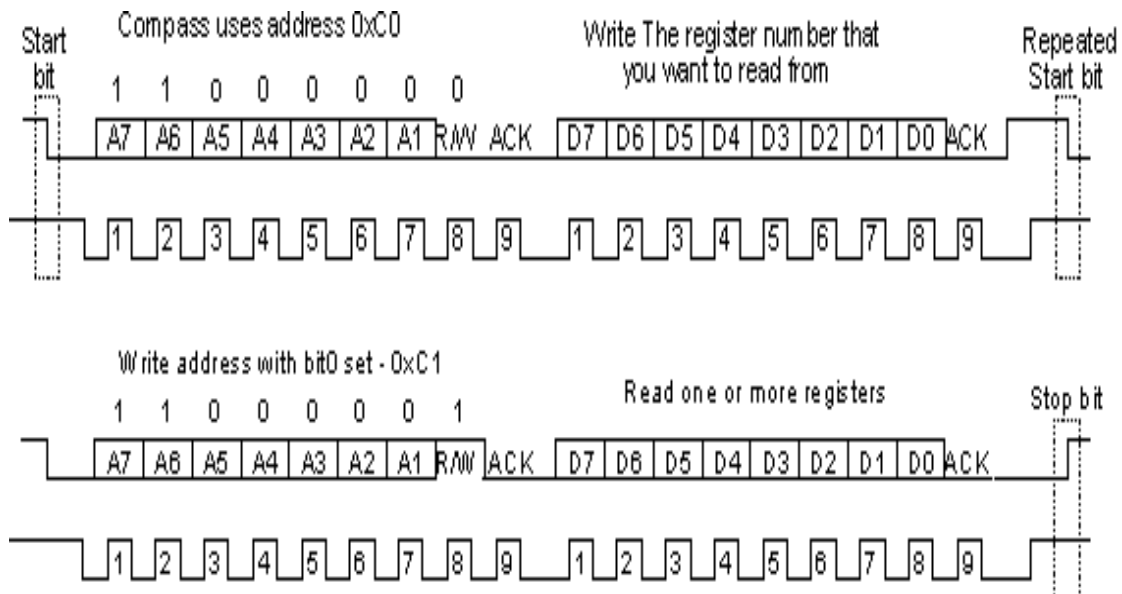 Compass uses address 0xC0
Start bit
Write The register number that
you want to read from
Repeated
Start bit
1 1 0 0 0 0 0 0
A7 A6 A5 A4 A3 A2 A1 R/W ACK D7 D6 D5 D4 D3 D2 D1 D0 ACK
1 2 3 4 5 6 7 8 9 1 2 3 4 5 6 7 8 9
Write address with bit0 set - 0xC1
Read one or more registers
Stop bit
1 1 0 0 0 0 0 1
A7 A6 A5 A4 A3 A2 A1 R/W ACK D7 D6 D5 D4 D3 D2 D1 D0 ACK
1 2 3 4 5 6 7 8 9 1 2 3 4 5 6 7 8 9